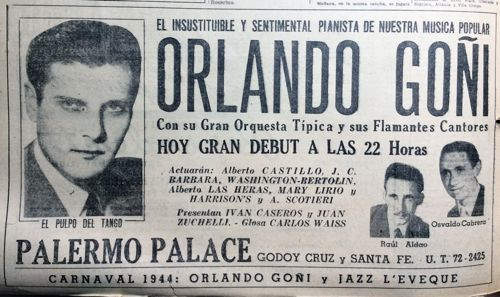 EL INSUSTITUIBLE Y SENTIMENTAL PIANISTA DE NUESTRA MUSICA POPULAR
ORLANDO GOÑI
Con su Gran Orquesta Típica y sus Flamantes Cantores
HOY GRAN DEBUT A LAS 22 Horas
Actuarán: Alberto CASTILLO, J. C.
BARBARA, WASHINGTON-BERTOLIN,
Alberto LAS HERAS, MARY LIRIO y
HARRISON'S y A. SCOTIERI
Presentan IVAN CASEROS y JUAN
ZUCHELLI. - Glosa CARLOS WAISS
EL PULPO DEL TANGO
Raúl Aldao
Osvaldo Cabrera
PALERMO PALACE GODOY CRUZ y SANTA FE. - U. T. 72 - 2425
CARNAVAL 1944: ORLANDO GOÑI y JAZZ L'EVEQUE